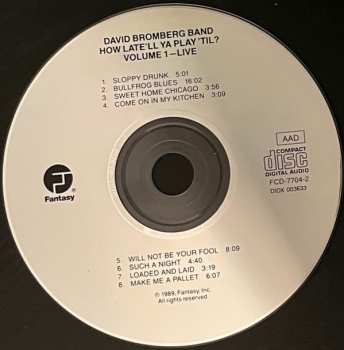 DAVID BROMBERG BAND
HOW LATE'LL YA PLAY 'TIL?
VOLUME 1—LIVE
1. SLOPPY DRUNK 5:01
2. BULLFROG BLUES 16:02
3. SWEET HOME CHICAGO 3:56
4. COME ON IN MY KITCHEN 3:09
AAD
COMPACT
disc
DIGITAL AUDIO
FCD-7704-2
DIDX 003633
Fantasy®
5. WILL NOT BE YOUR FOOL 8:09
6. SUCH A NIGHT 4:40
7. LOADED AND LAID 3:19
8. MAKE ME A PALLET 6:07
℗ 1989, Fantasy, Inc.
All rights reserved